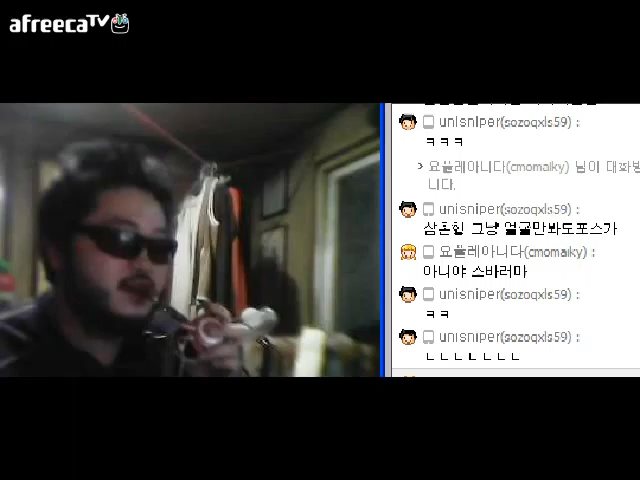 afreecaTV
unisniper(sozoqxls59) :
ㅋㅋㅋ
> 요플레아니다(cmomaiky) 님이 대화방
니다.
unisniper(sozoqxls59) :
삼촌형 그냥 얼굴만봐도포스가
요플레아니다(cmomaiky) :
아니야 스바러마
unisniper(sozoqxls59) :
ㅋㅋ
unisniper(sozoqxls59) :
ㄴㄴㄴㄴㄴㄴㄴ